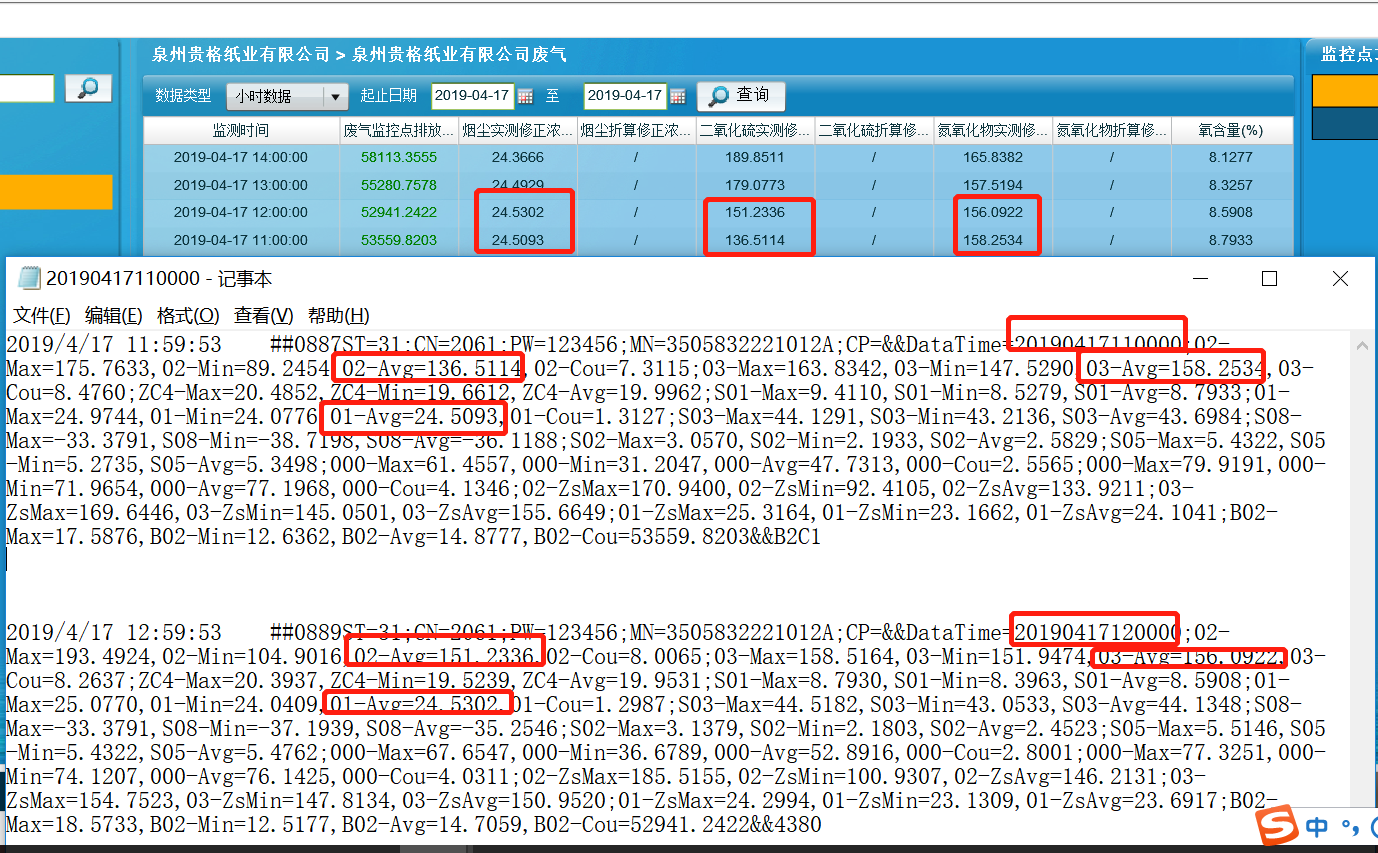 泉州贵格纸业有限公司 > 泉州贵格纸业有限公司废气
监控点
数据类型 小时数据 起止日期 2019-04-17 至 2019-04-17 查询
监测时间 废气监控点排放... 烟尘实测修正浓... 烟尘折算修正浓... 二氧化硫实测修... 二氧化硫折算修... 氮氧化物实测修... 氮氧化物折算修... 氧含量(%)
2019-04-17 14:00:00 58113.3555 24.3666 / 189.8511 / 165.8382 / 8.1277
2019-04-17 13:00:00 55280.7578 24.4929 / 179.0773 / 157.5194 / 8.3257
2019-04-17 12:00:00 52941.2422 24.5302 / 151.2336 / 156.0922 / 8.5908
2019-04-17 11:00:00 53559.8203 24.5093 / 136.5114 / 158.2534 / 8.7933
20190417110000 - 记事本
文件(F) 编辑(E) 格式(O) 查看(V) 帮助(H)
2019/4/17 11:59:53 ##0887ST=31;CN=2061;PW=123456;MN=3505832221012A;CP=&&DataTime=20190417110000;02-
Max=175.7633,02-Min=89.2454,02-Avg=136.5114,02-Cou=7.3115;03-Max=163.8342,03-Min=147.5290,03-Avg=158.2534,03-
Cou=8.4760;ZC4-Max=20.4852,ZC4-Min=19.6612,ZC4-Avg=19.9962;S01-Max=9.4110,S01-Min=8.5279,S01-Avg=8.7933;01-
Max=24.9744,01-Min=24.0776,01-Avg=24.5093,01-Cou=1.3127;S03-Max=44.1291,S03-Min=43.2136,S03-Avg=43.6984;S08-
Max=-33.3791,S08-Min=-38.7198,S08-Avg=-36.1188;S02-Max=3.0570,S02-Min=2.1933,S02-Avg=2.5829;S05-Max=5.4322,S05
-Min=5.2735,S05-Avg=5.3498;000-Max=61.4557,000-Min=31.2047,000-Avg=47.7313,000-Cou=2.5565;000-Max=79.9191,000-
Min=71.9654,000-Avg=77.1968,000-Cou=4.1346;02-ZsMax=170.9400,02-ZsMin=92.4105,02-ZsAvg=133.9211;03-
ZsMax=169.6446,03-ZsMin=145.0501,03-ZsAvg=155.6649;01-ZsMax=25.3164,01-ZsMin=23.1662,01-ZsAvg=24.1041;B02-
Max=17.5876,B02-Min=12.6362,B02-Avg=14.8777,B02-Cou=53559.8203&&B2C1
2019/4/17 12:59:53 ##0889ST=31;CN=2061;PW=123456;MN=3505832221012A;CP=&&DataTime=20190417120000;02-
Max=193.4924,02-Min=104.9016,02-Avg=151.2336,02-Cou=8.0065;03-Max=158.5164,03-Min=151.9474,03-Avg=156.0922,03-
Cou=8.2637;ZC4-Max=20.3937,ZC4-Min=19.5239,ZC4-Avg=19.9531;S01-Max=8.7930,S01-Min=8.3963,S01-Avg=8.5908;01-
Max=25.0770,01-Min=24.0409,01-Avg=24.5302,01-Cou=1.2987;S03-Max=44.5182,S03-Min=43.0533,S03-Avg=44.1348;S08-
Max=-33.3791,S08-Min=-37.1939,S08-Avg=-35.2546;S02-Max=3.1379,S02-Min=2.1803,S02-Avg=2.4523;S05-Max=5.5146,S05
-Min=5.4322,S05-Avg=5.4762;000-Max=67.6547,000-Min=36.6789,000-Avg=52.8916,000-Cou=2.8001;000-Max=77.3251,000-
Min=74.1207,000-Avg=76.1425,000-Cou=4.0311;02-ZsMax=185.5155,02-ZsMin=100.9307,02-ZsAvg=146.2131;03-
ZsMax=154.7523,03-ZsMin=147.8134,03-ZsAvg=150.9520;01-ZsMax=24.2994,01-ZsMin=23.1309,01-ZsAvg=23.6917;B02-
Max=18.5733,B02-Min=12.5177,B02-Avg=14.7059,B02-Cou=52941.2422&&4380
中